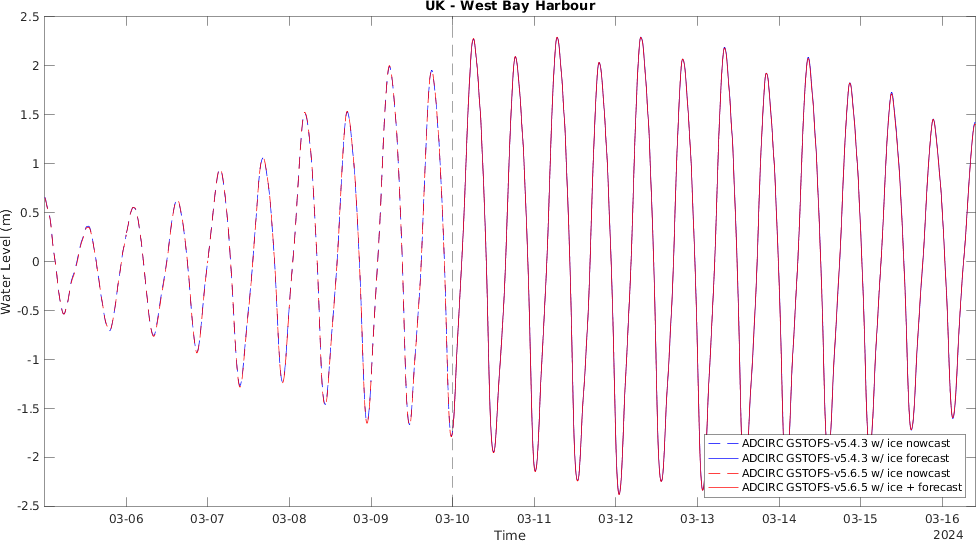 UK - West Bay Harbour
2.5
2
1.5
1
0.5
0
-0.5
-1
-1.5
-2
-2.5
Water Level (m)
ADCIRC GSTOFS-v5.4.3 w/ ice nowcast
ADCIRC GSTOFS-v5.4.3 w/ ice forecast
ADCIRC GSTOFS-v5.6.5 w/ ice nowcast
ADCIRC GSTOFS-v5.6.5 w/ ice + forecast
03-06 03-07 03-08 03-09 03-10 03-11 03-12 03-13 03-14 03-15 03-16
Time
2024